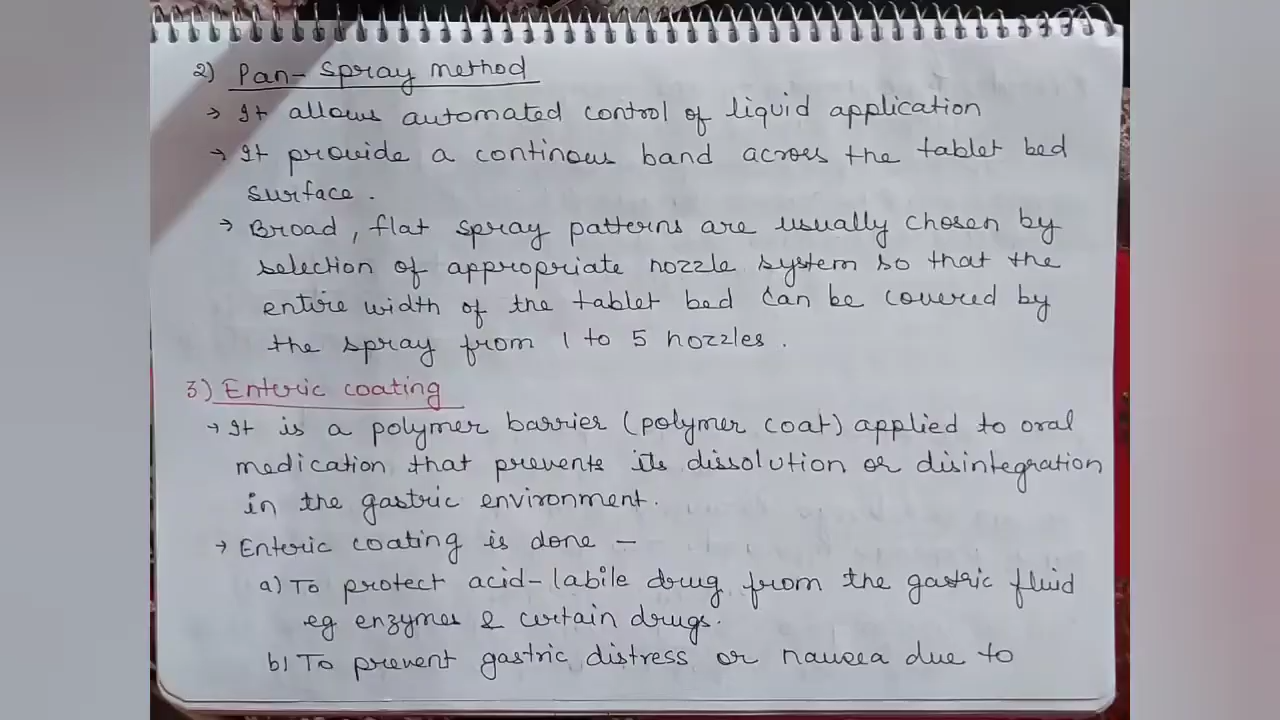 2) Pan- Spray method
→ It allows automated control of liquid application
→ It provide a continous band across the tablet bed
surface.
→ Broad, flat spray patterns are usually chosen by
selection of appropriate nozzle system so that the
entire width of the tablet bed can be covered by
the spray from 1 to 5 nozzles.
3) Enteric coating
→ It is a polymer barrier (polymer coat) applied to oral
medication that prevents its dissolution or disintegration
in the gastric environment.
→ Enteric coating is done —
a) To protect acid-labile drug from the gastric fluid
eg enzymes & certain drugs.
b) To prevent gastric distress or nausea due to